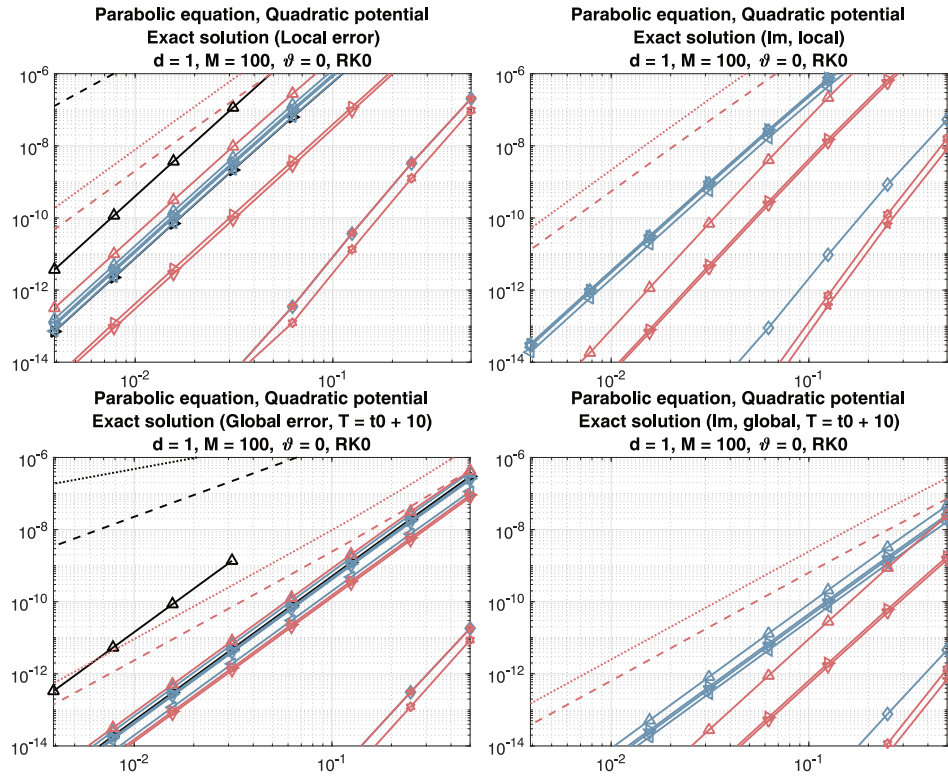 Parabolic equation, Quadratic potential
Exact solution (Local error)
d = 1, M = 100, ϑ = 0, RK0
10^-6
10^-8
10^-10
10^-12
10^-14
10^-2
10^-1
Parabolic equation, Quadratic potential
Exact solution (Im, local)
d = 1, M = 100, ϑ = 0, RK0
10^-6
10^-8
10^-10
10^-12
10^-14
10^-2
10^-1
Parabolic equation, Quadratic potential
Exact solution (Global error, T = t0 + 10)
d = 1, M = 100, ϑ = 0, RK0
10^-6
10^-8
10^-10
10^-12
10^-14
10^-2
10^-1
Parabolic equation, Quadratic potential
Exact solution (Im, global, T = t0 + 10)
d = 1, M = 100, ϑ = 0, RK0
10^-6
10^-8
10^-10
10^-12
10^-14
10^-2
10^-1